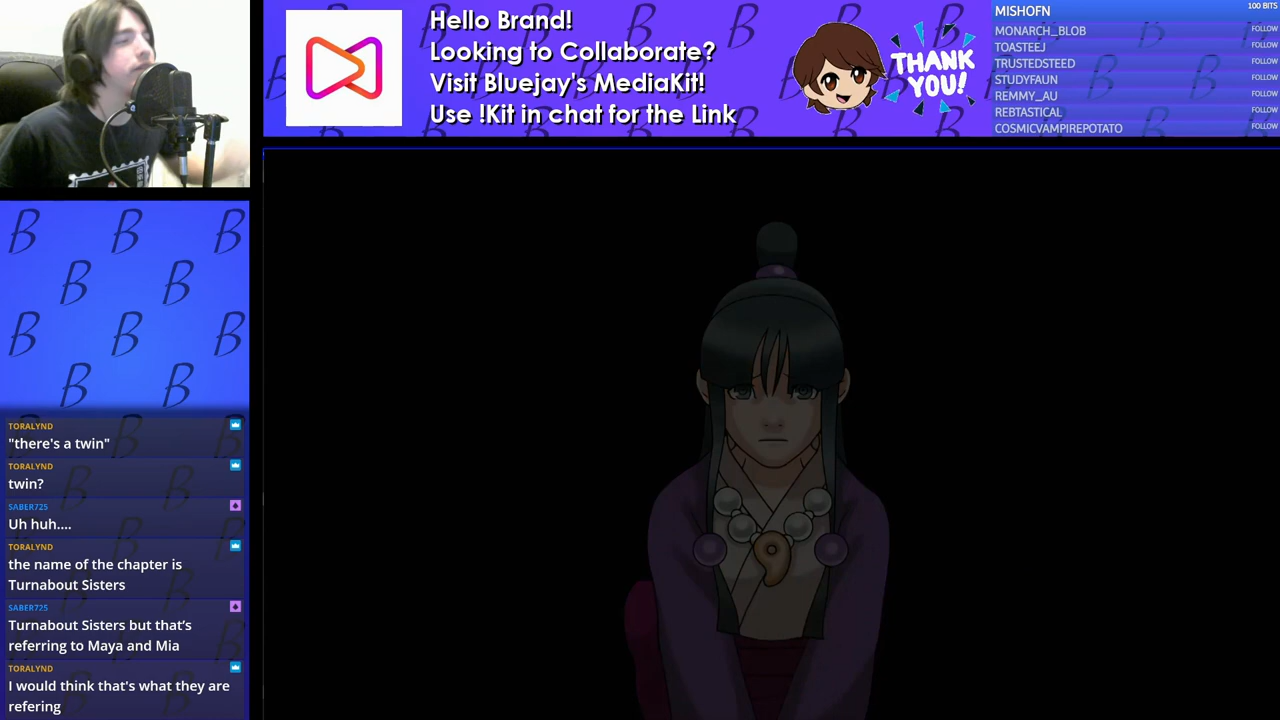 Hello Brand!
Looking to Collaborate?
Visit Bluejay's MediaKit!
Use !Kit in chat for the Link
THANK
YOU!
MISHOFN 100 BITS
MONARCH_BLOB FOLLOW
TOASTEEJ FOLLOW
TRUSTEDSTEED FOLLOW
STUDYFAUN FOLLOW
REMMY_AU FOLLOW
REBTASTICAL FOLLOW
COSMICVAMPIREPOTATO FOLLOW
TORALYND
"there's a twin"
TORALYND
twin?
SABER725
Uh huh....
TORALYND
the name of the chapter is
Turnabout Sisters
SABER725
Turnabout Sisters but that’s
referring to Maya and Mia
TORALYND
I would think that's what they are
refering